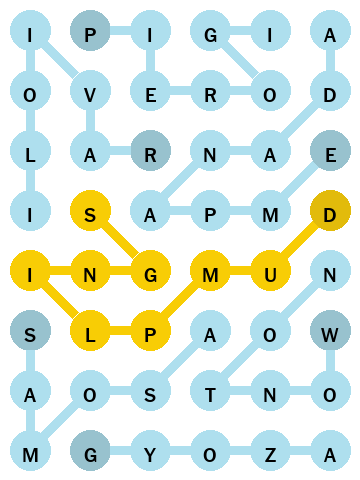 I P I G I A
O V E R O D
L A R N A E
I S A P M D
I N G M U N
S L P A O W
A O S T N O
M G Y O Z A